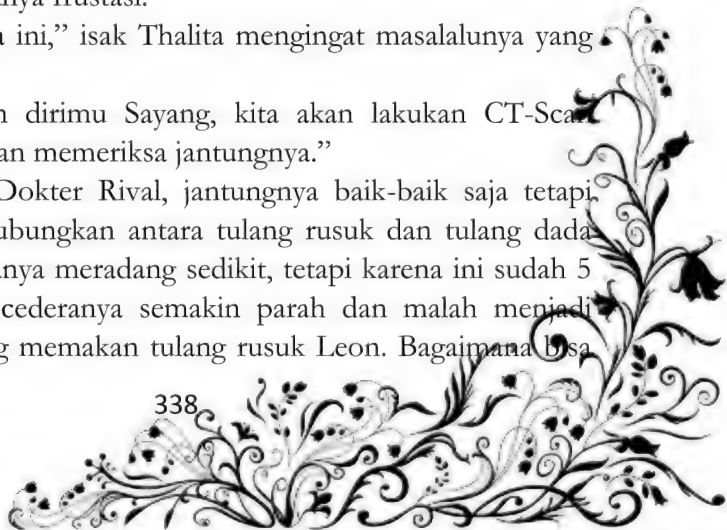 nya frustasi.
ini,” isak Thalita mengingat masalalunya yang
dirimu Sayang, kita akan lakukan CT-Scan
memeriksa jantungnya.”
Dokter Rival, jantungnya baik-baik saja tetapi
ubungkan antara tulang rusuk dan tulang dada
nya meradang sedikit, tetapi karena ini sudah 5
cederanya semakin parah dan malah menjadi
memakan tulang rusuk Leon. Bagaimana bisa
338